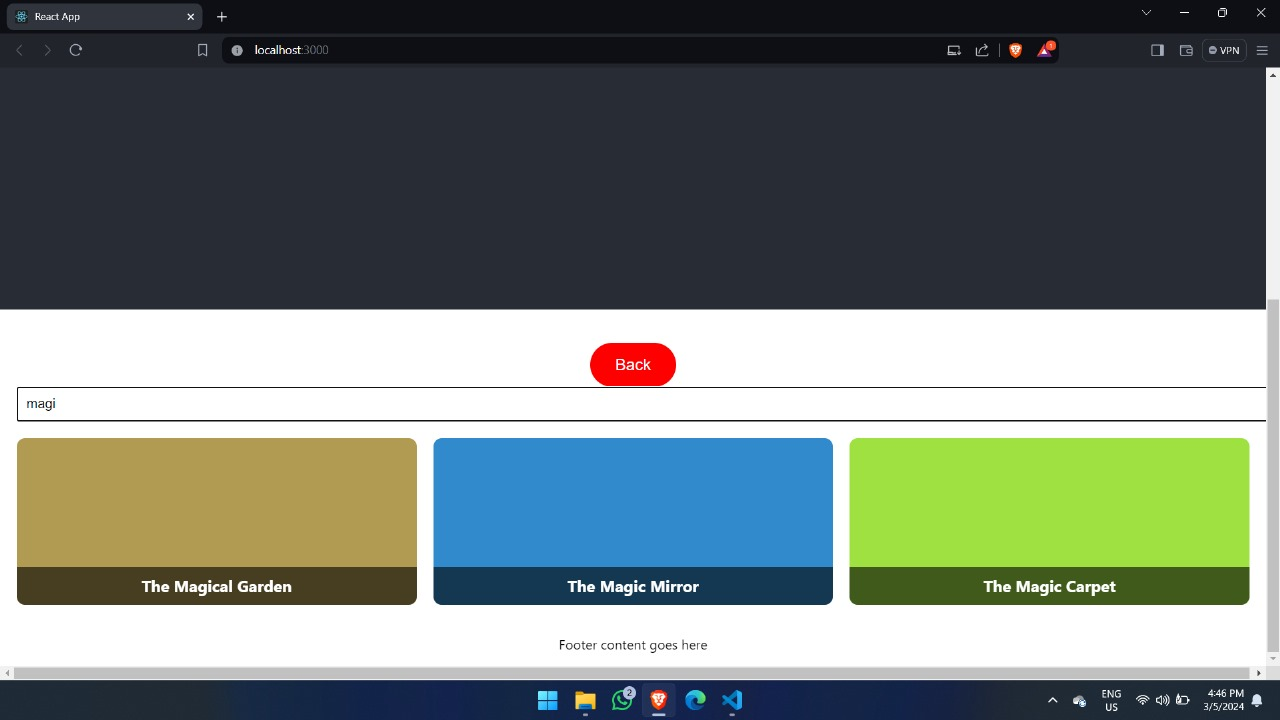 React App
localhost:3000
1
VPN
Back
magi
The Magical Garden
The Magic Mirror
The Magic Carpet
Footer content goes here
2
ENG
US
4:46 PM
3/5/2024